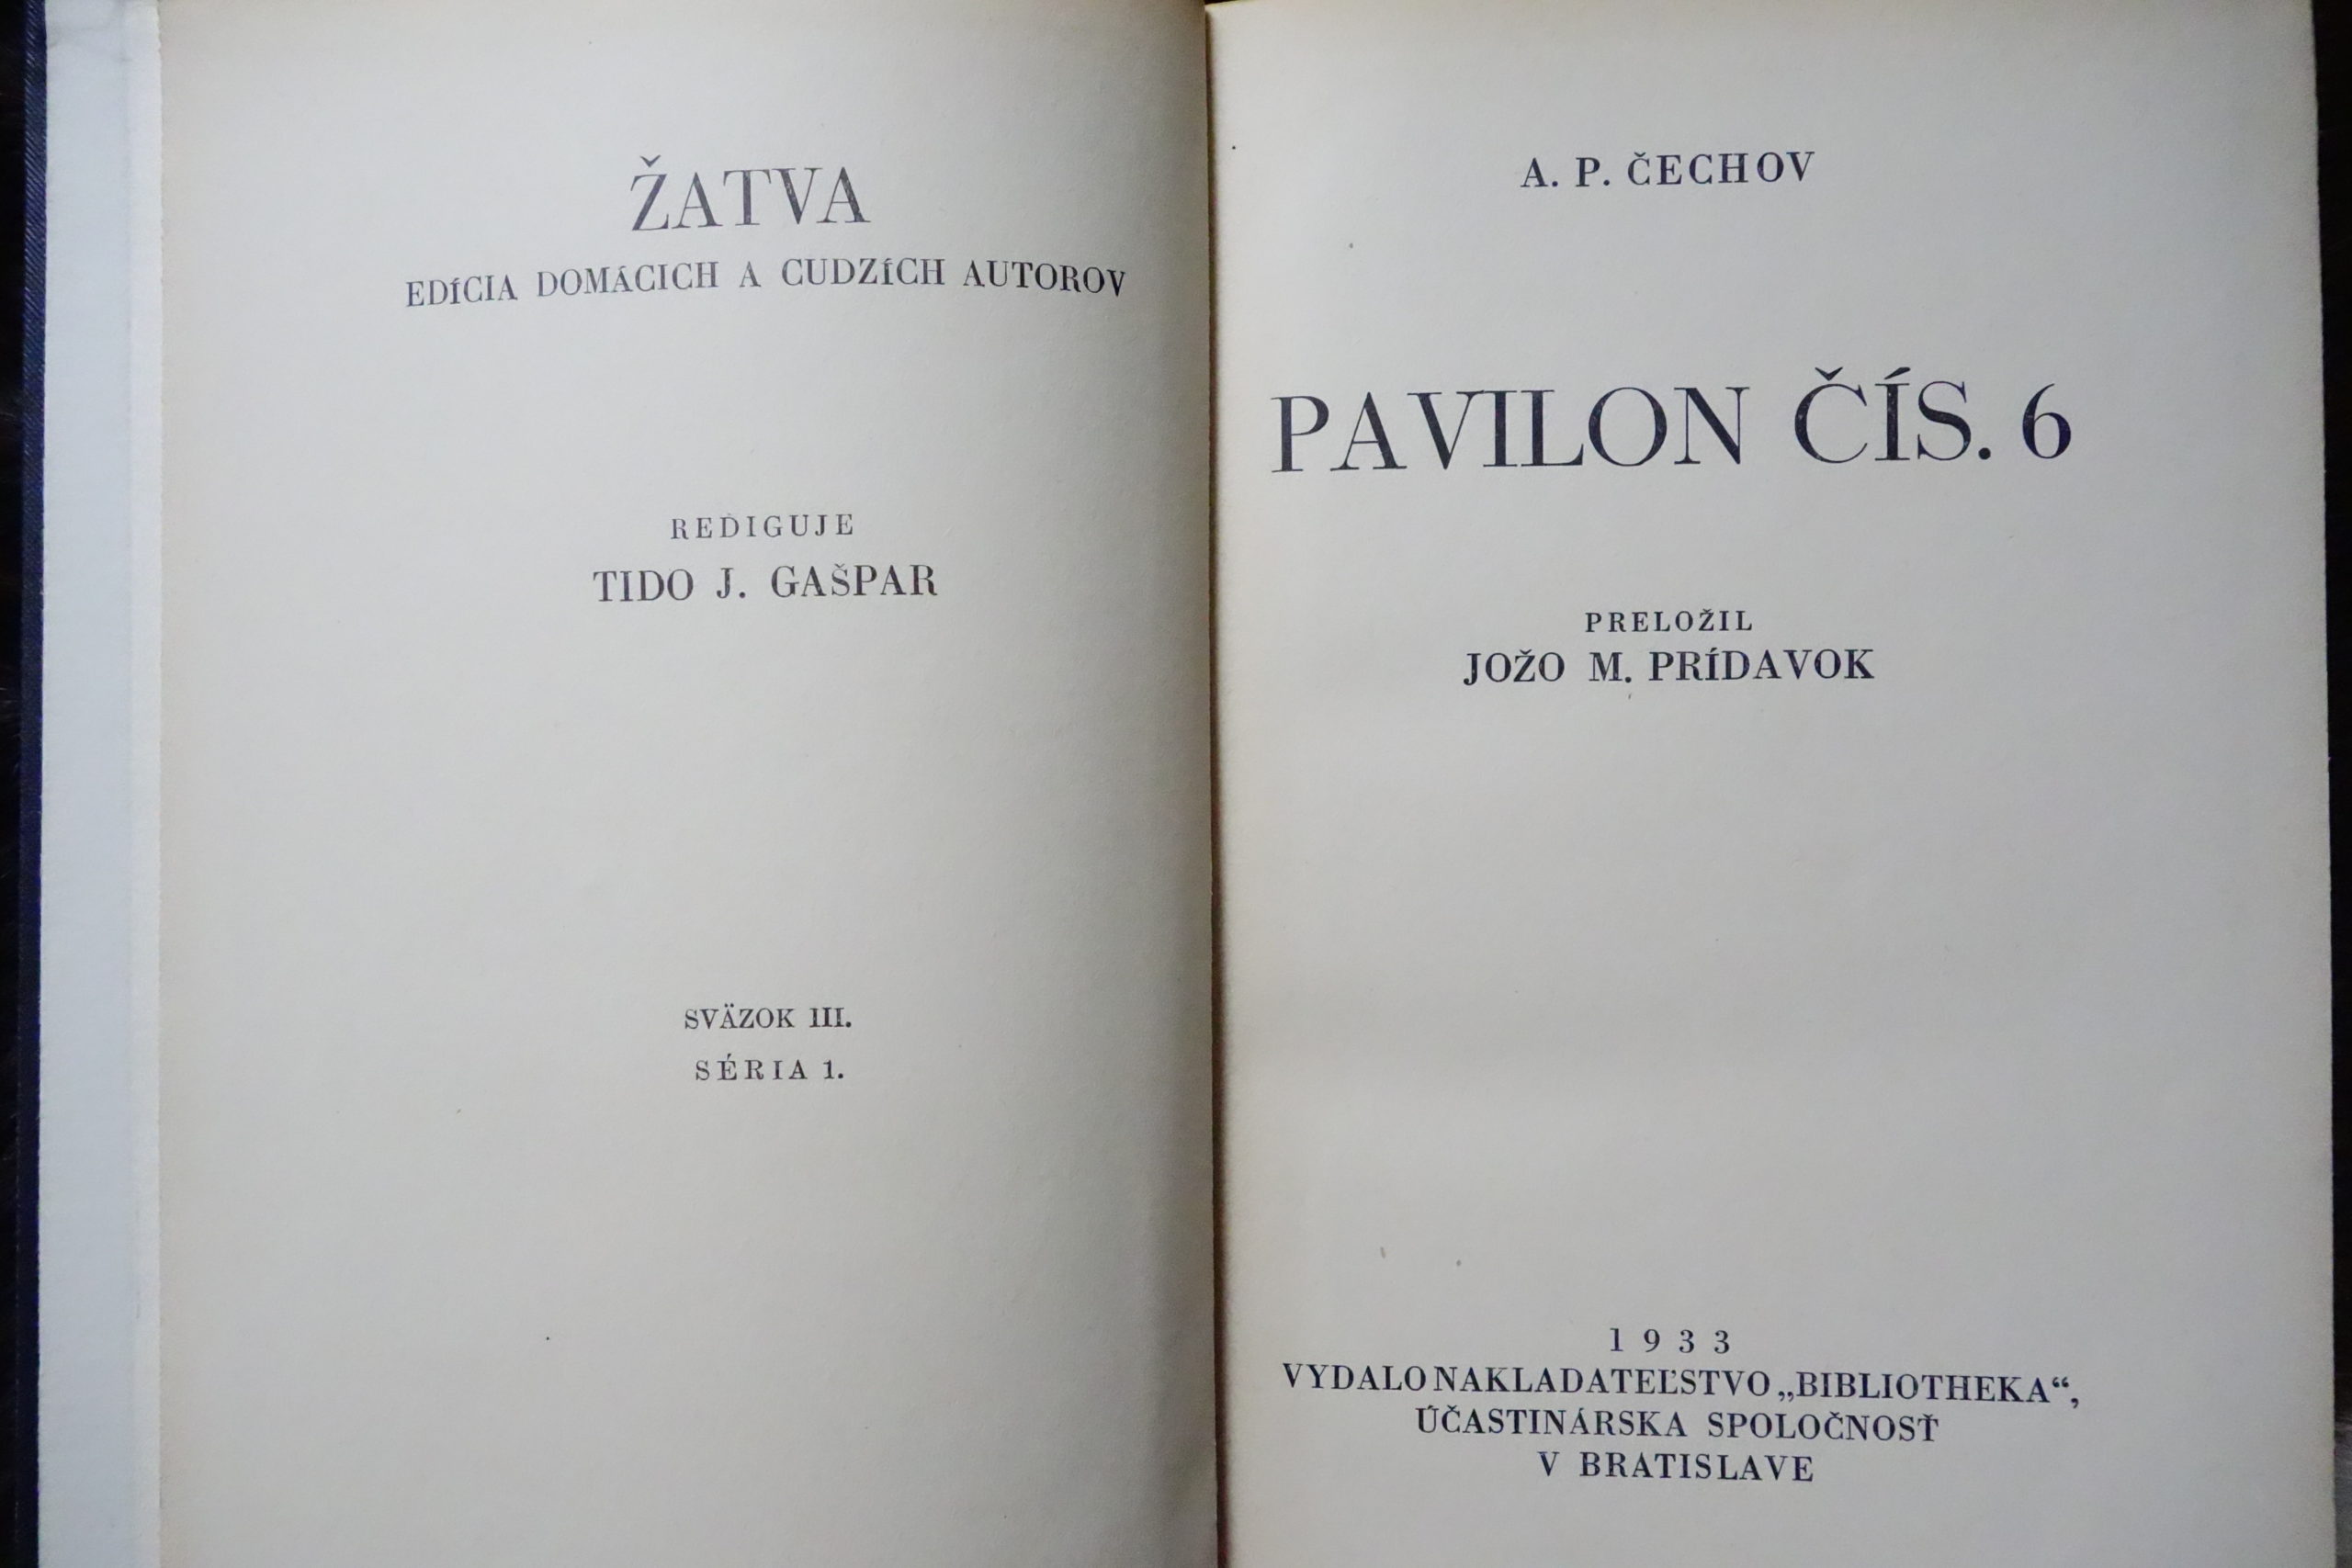 ŽATVA
EDÍCIA DOMÁCICH A CUDZÍCH AUTOROV
REDIGUJE
TIDO J. GAŠPAR
SVÄZOK III.
SÉRIA 1.
A. P. ČECHOV
PAVILON ČÍS. 6
PRELOŽIL
JOŽO M. PRÍDAVOK
1933
VYDALO NAKLADATEĽSTVO „BIBLIOTHEKA“,
ÚČASTINÁRSKA SPOLOČNOSŤ
V BRATISLAVE